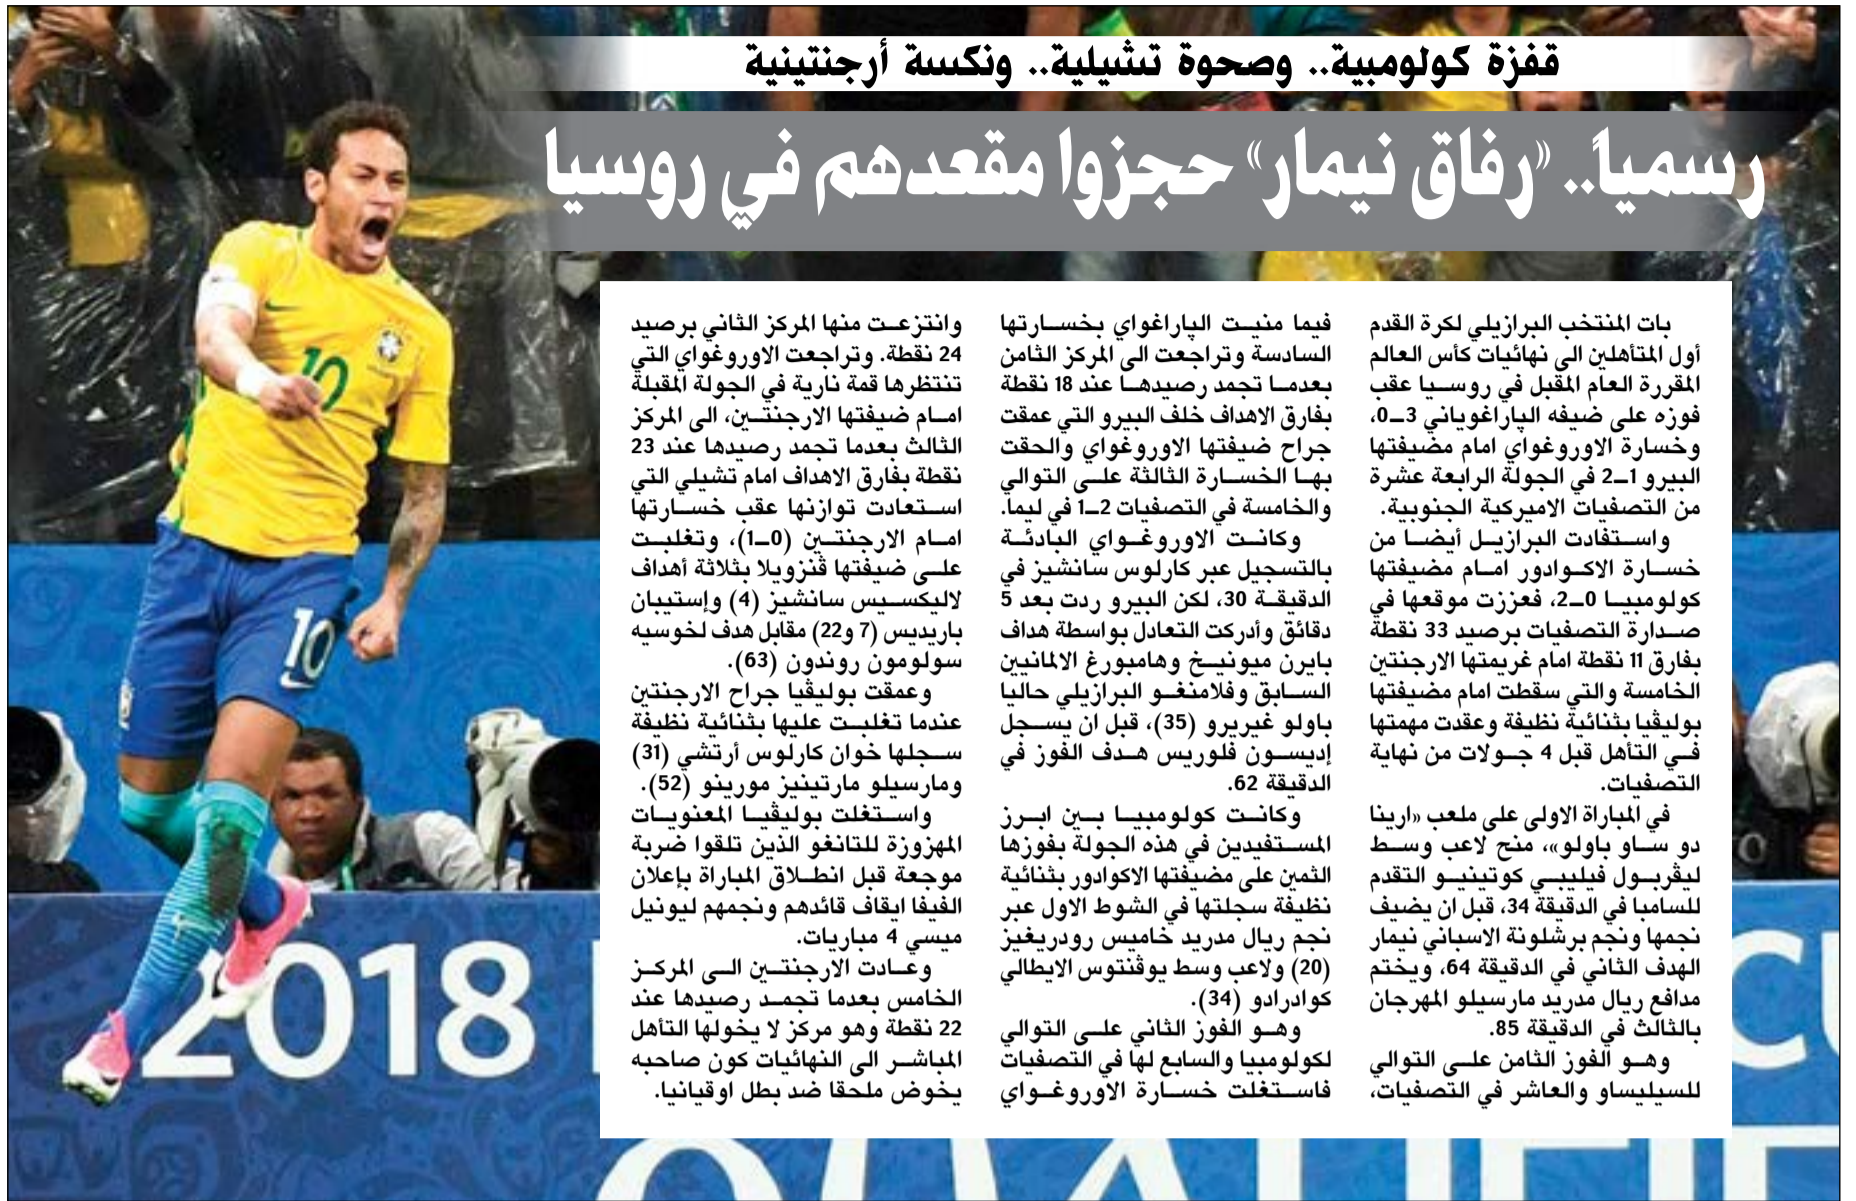 قفزة كولومبية.. وصحوة تشيلية.. ونكسة أرجنتينية
رسمياً.. «رفاق نيمار» حجزوا مقعدهم في روسيا
بات المنتخب البرازيلي لكرة القدم
أول المتأهلين الى نهائيات كأس العالم
المقررة العام المقبل في روسيا عقب
فوزه على ضيفه الپاراغوياني 3-0،
وخسارة الاوروغواي امام مضيفتها
البيرو 1-2 في الجولة الرابعة عشرة
من التصفيات الاميركية الجنوبية.
واستفادت البرازيل أيضا من
خسارة الاكوادور امام مضيفتها
كولومبيا 0-2، فعززت موقعها في
صدارة التصفيات برصيد 33 نقطة
بفارق 11 نقطة امام غريمتها الارجنتين
الخامسة والتي سقطت امام مضيفتها
بوليڤيا بثنائية نظيفة وعقدت مهمتها
في التأهل قبل 4 جولات من نهاية
التصفيات.
في المباراة الاولى على ملعب «ارينا
دو ساو باولو»، منح لاعب وسط
ليڤربول فيليبي كوتينيو التقدم
للسامبا في الدقيقة 34، قبل ان يضيف
نجمها ونجم برشلونة الاسباني نيمار
الهدف الثاني في الدقيقة 64، ويختم
مدافع ريال مدريد مارسيلو المهرجان
بالثالث في الدقيقة 85.
وهو الفوز الثامن على التوالي
للسيليساو والعاشر في التصفيات،
فيما منيت الپاراغواي بخسارتها
السادسة وتراجعت الى المركز الثامن
بعدما تجمد رصيدها عند 18 نقطة
بفارق الاهداف خلف البيرو التي عمقت
جراح ضيفتها الاوروغواي والحقت
بها الخسارة الثالثة على التوالي
والخامسة في التصفيات 2-1 في ليما.
وكانت الاوروغواي البادئة
بالتسجيل عبر كارلوس سانشيز في
الدقيقة 30، لكن البيرو ردت بعد 5
دقائق وأدركت التعادل بواسطة هداف
بايرن ميونيخ وهامبورغ الالمانيين
السابق وفلامنغو البرازيلي حاليا
باولو غيريرو (35)، قبل ان يسجل
إديسون فلوريس هدف الفوز في
الدقيقة 62.
وكانت كولومبيا بين ابرز
المستفيدين في هذه الجولة بفوزها
الثمين على مضيفتها الاكوادور بثنائية
نظيفة سجلتها في الشوط الاول عبر
نجم ريال مدريد خاميس رودريغيز
(20) ولاعب وسط يوڤنتوس الايطالي
كوادرادو (34).
وهو الفوز الثاني على التوالي
لكولومبيا والسابع لها في التصفيات
فاستغلت خسارة الاوروغواي
وانتزعت منها المركز الثاني برصيد
24 نقطة. وتراجعت الاوروغواي التي
تنتظرها قمة نارية في الجولة المقبلة
امام ضيفتها الارجنتين، الى المركز
الثالث بعدما تجمد رصيدها عند 23
نقطة بفارق الاهداف امام تشيلي التي
استعادت توازنها عقب خسارتها
امام الارجنتين (0-1)، وتغلبت
على ضيفتها ڤنزويلا بثلاثة أهداف
لاليكسيس سانشيز (4) وإستيبان
باريديس (7 و22) مقابل هدف لخوسيه
سولومون روندون (63).
وعمقت بوليڤيا جراح الارجنتين
عندما تغلبت عليها بثنائية نظيفة
سجلها خوان كارلوس أرتشي (31)
ومارسيلو مارتينيز مورينو (52).
واستغلت بوليڤيا المعنويات
المهزوزة للتانغو الذين تلقوا ضربة
موجعة قبل انطلاق المباراة بإعلان
الفيفا ايقاف قائدهم ونجمهم ليونيل
ميسي 4 مباريات.
وعادت الارجنتين الى المركز
الخامس بعدما تجمد رصيدها عند
22 نقطة وهو مركز لا يخولها التأهل
المباشر الى النهائيات كون صاحبه
يخوض ملحقا ضد بطل اوقيانيا.
10
10
2018
CU
QUALIFIE